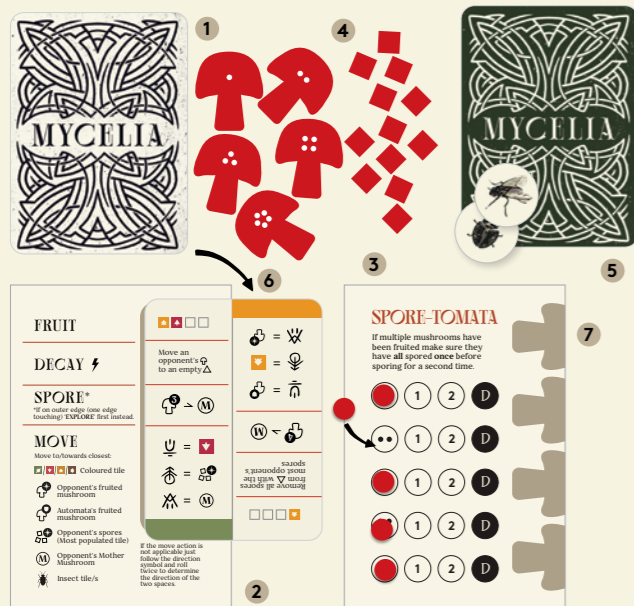 MYCELIA
1
4
MYCELIA
5
6
3
7
2
FRUIT
DECAY
SPORE*
*If on outer edge (one edge
touching) 'EXPLORE' first instead.
MOVE
Move to/towards closest:
Coloured tile
Opponent's fruited
mushroom
Automata's fruited
mushroom
Opponent's spores
(Most populated tile)
M Opponent's Mother
Mushroom
Insect tile/s
Move an
opponent's
to an empty
3 M
=
=
= M
If the move action is
not applicable just
follow the direction
symbol and roll
twice to determine
the direction of the
two spaces.
=
=
=
4 M
Remove all spores
from with the
most opponent's
spores
SPORE-TOMATA
If multiple mushrooms have
been fruited make sure they
have all spored once before
sporing for a second time.
1 2 D
1 2 D
1 2 D
1 2 D
1 2 D